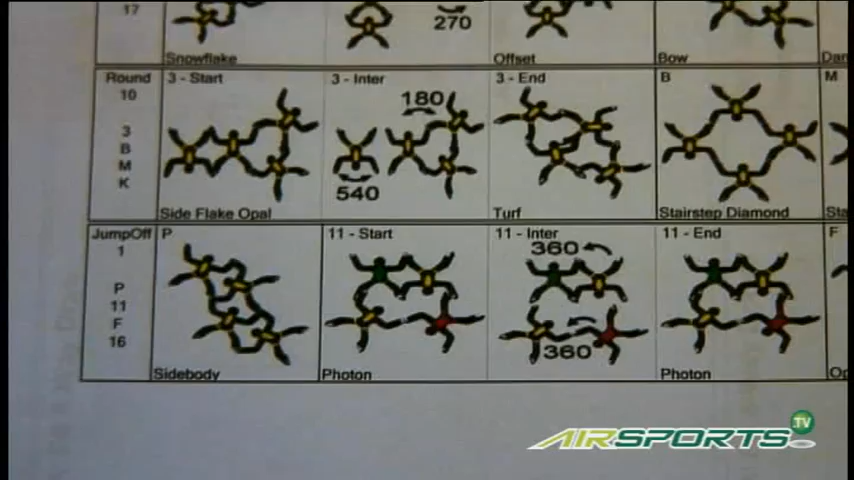 17
270
Snowflake
Offset
Bow
Round
10
3
B
M
K
3 - Start
3 - Inter
3 - End
B
M
180
540
Side Flake Opal
Turf
Stairstep Diamond
JumpOff
1
P
11
F
16
P
11 - Start
11 - Inter
11 - End
F
360
360
Sidebody
Photon
Photon
AIRSPORTS.TV